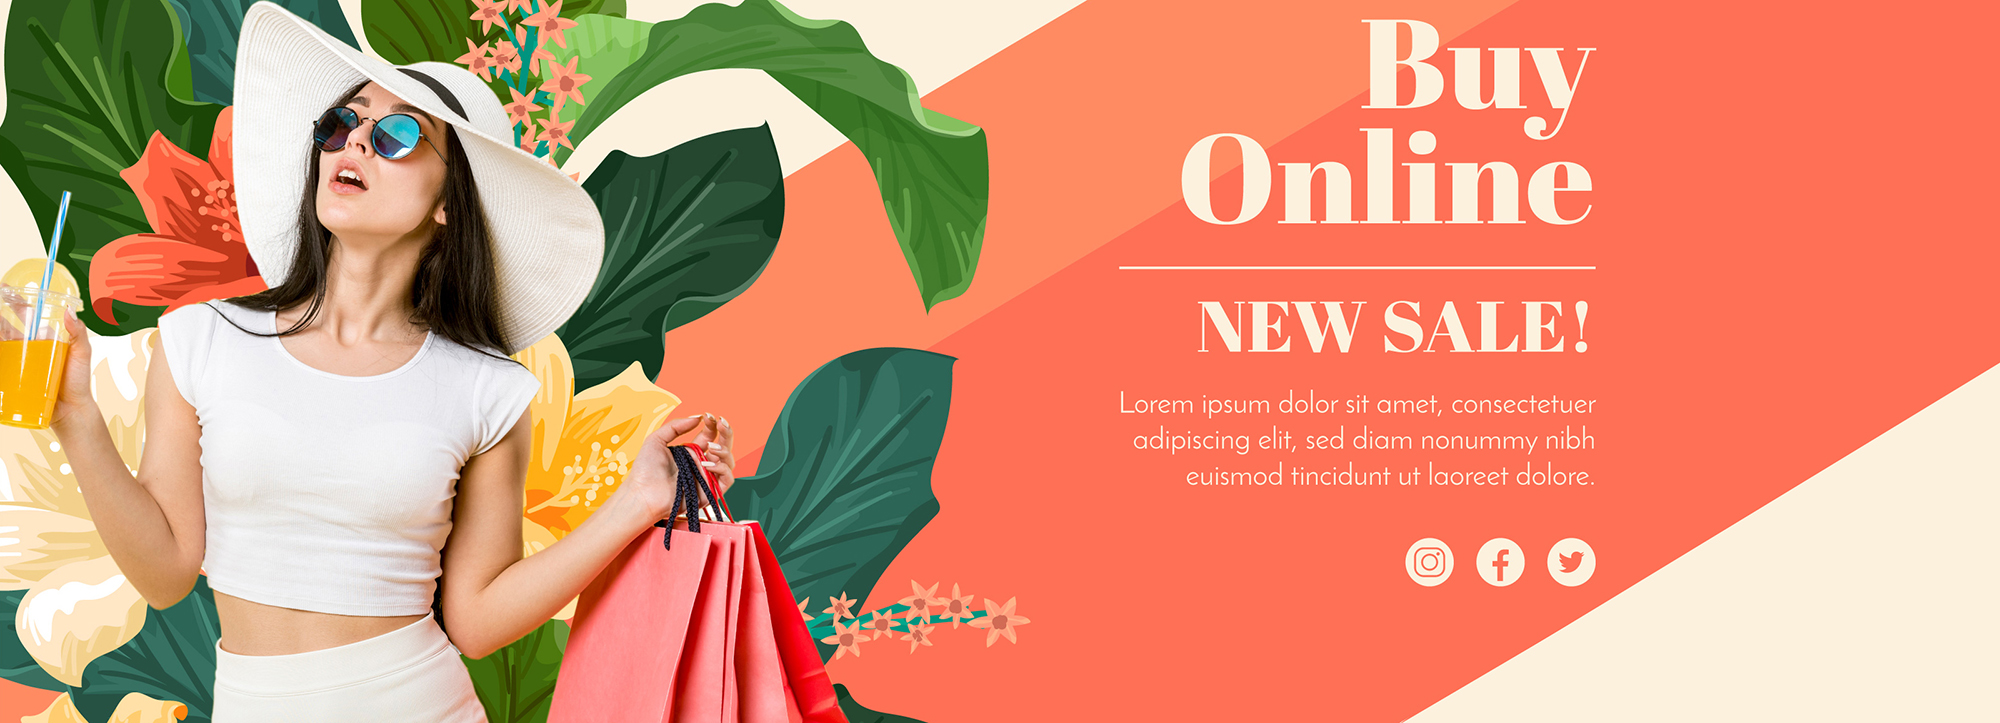 Buy
Online
NEW SALE!
Lorem ipsum dolor sit amet, consectetuer
adipiscing elit, sed diam nonummy nibh
euismod tincidunt ut laoreet dolore.